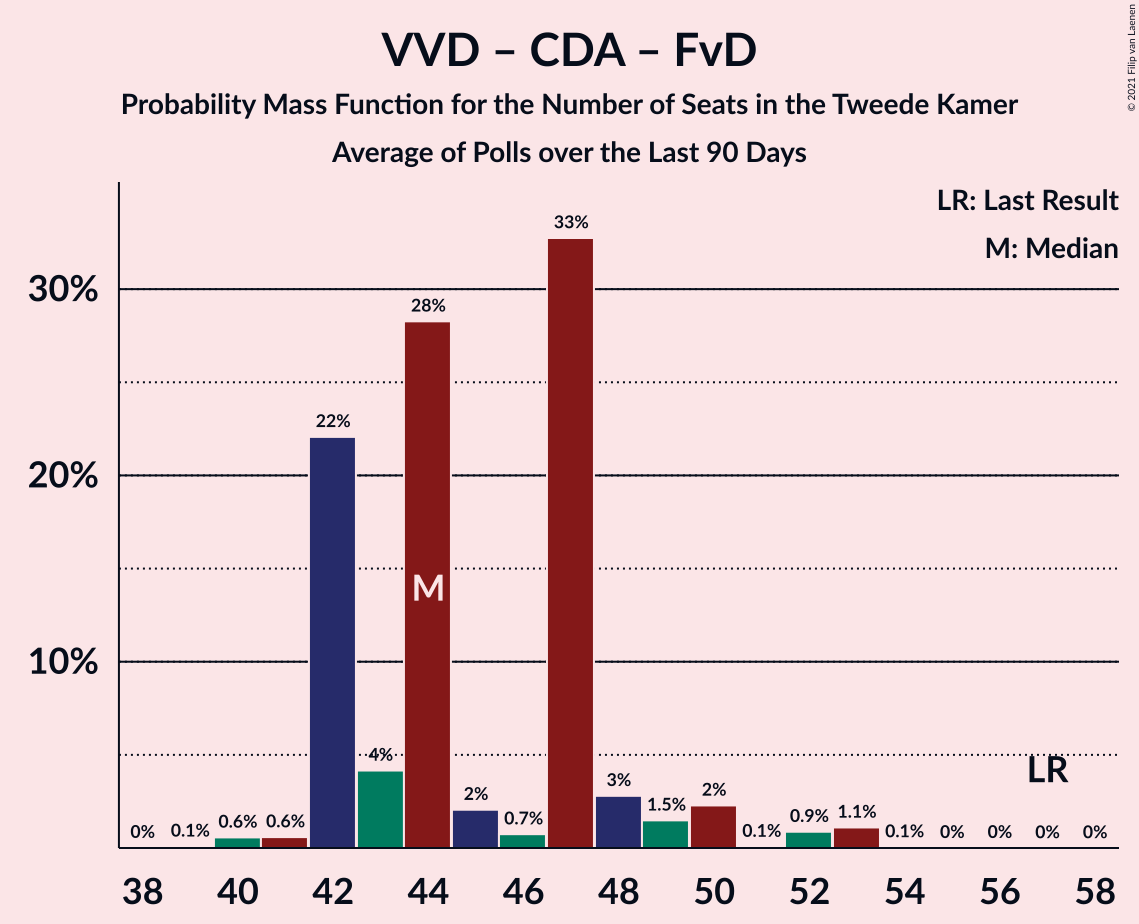 VVD – CDA – FvD
Probability Mass Function for the Number of Seats in the Tweede Kamer
Average of Polls over the Last 90 Days
© 2021 Filip van Laenen
LR: Last Result
M: Median
30%
20%
10%
0%
0.1%
0.6%
0.6%
22%
4%
28%
2%
0.7%
33%
3%
1.5%
2%
0.1%
0.9%
1.1%
0.1%
0%
0%
0%
0%
M
LR
38 40 42 44 46 48 50 52 54 56 58